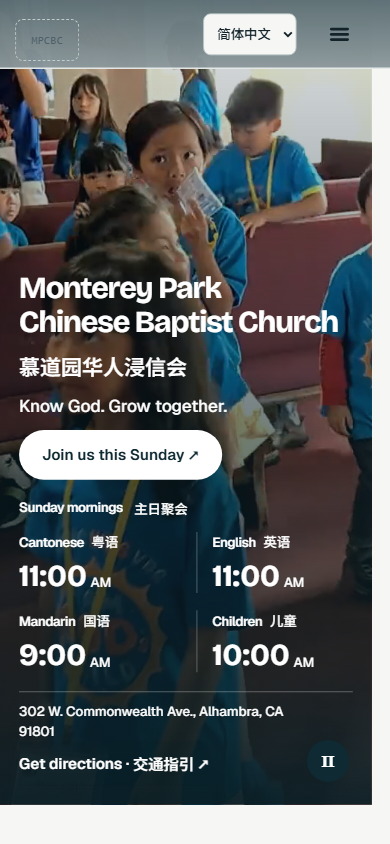 MPCBC
简体中文
Monterey Park
Chinese Baptist Church
慕道园华人浸信会
Know God. Grow together.
Join us this Sunday ↗
Sunday mornings 主日聚会
Cantonese 粤语
11:00 AM
English 英语
11:00 AM
Mandarin 国语
9:00 AM
Children 儿童
10:00 AM
302 W. Commonwealth Ave., Alhambra, CA
91801
Get directions · 交通指引 ↗